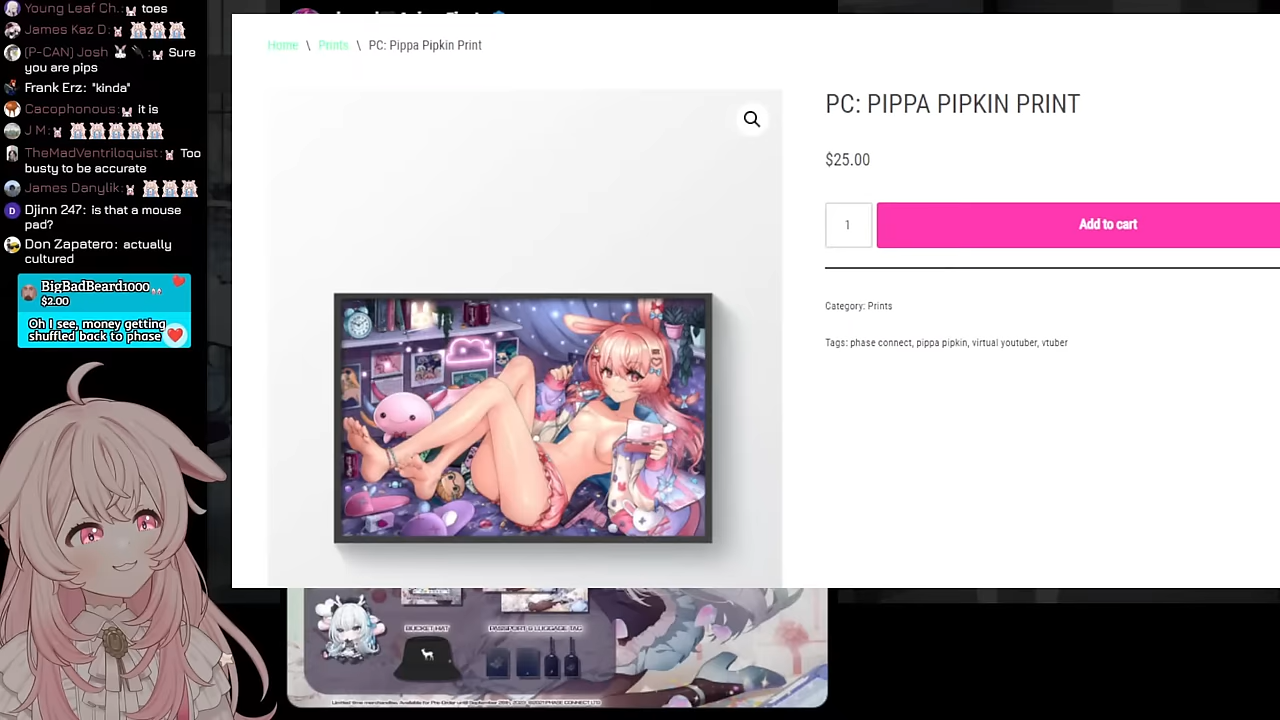 Young Leaf Ch.: toes
James Kaz D:
(P-CAN) Josh : Sure
you are pips
Frank Erz: "kinda"
Cacophonous: it is
J M:
TheMadVentriloquist: Too
busty to be accurate
James Danylik:
Djinn 247: is that a mouse
pad?
Don Zapatero: actually
cultured
BigBadBeard1000
$2.00
Oh I see, money getting
shuffled back to phase
Home \ Prints \ PC: Pippa Pipkin Print
PC: PIPPA PIPKIN PRINT
$25.00
1
Add to cart
Category: Prints
Tags: phase connect, pippa pipkin, virtual youtuber, vtuber
BUCKET HAT
PASSPORT & LUGGAGE TAG